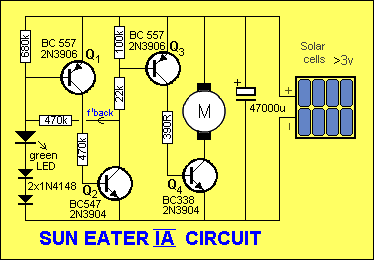 680k
BC 557
2N3906
Q1
100k
22k
BC 557
2N3906
Q3
Solar
cells >3v
+
M
+
47000u
+
−
470k
f'back
470k
390R
green
LED
2x1N4148
Q2
BC547
2N3904
Q4
BC338
2N3904
SUN EATER IA CIRCUIT